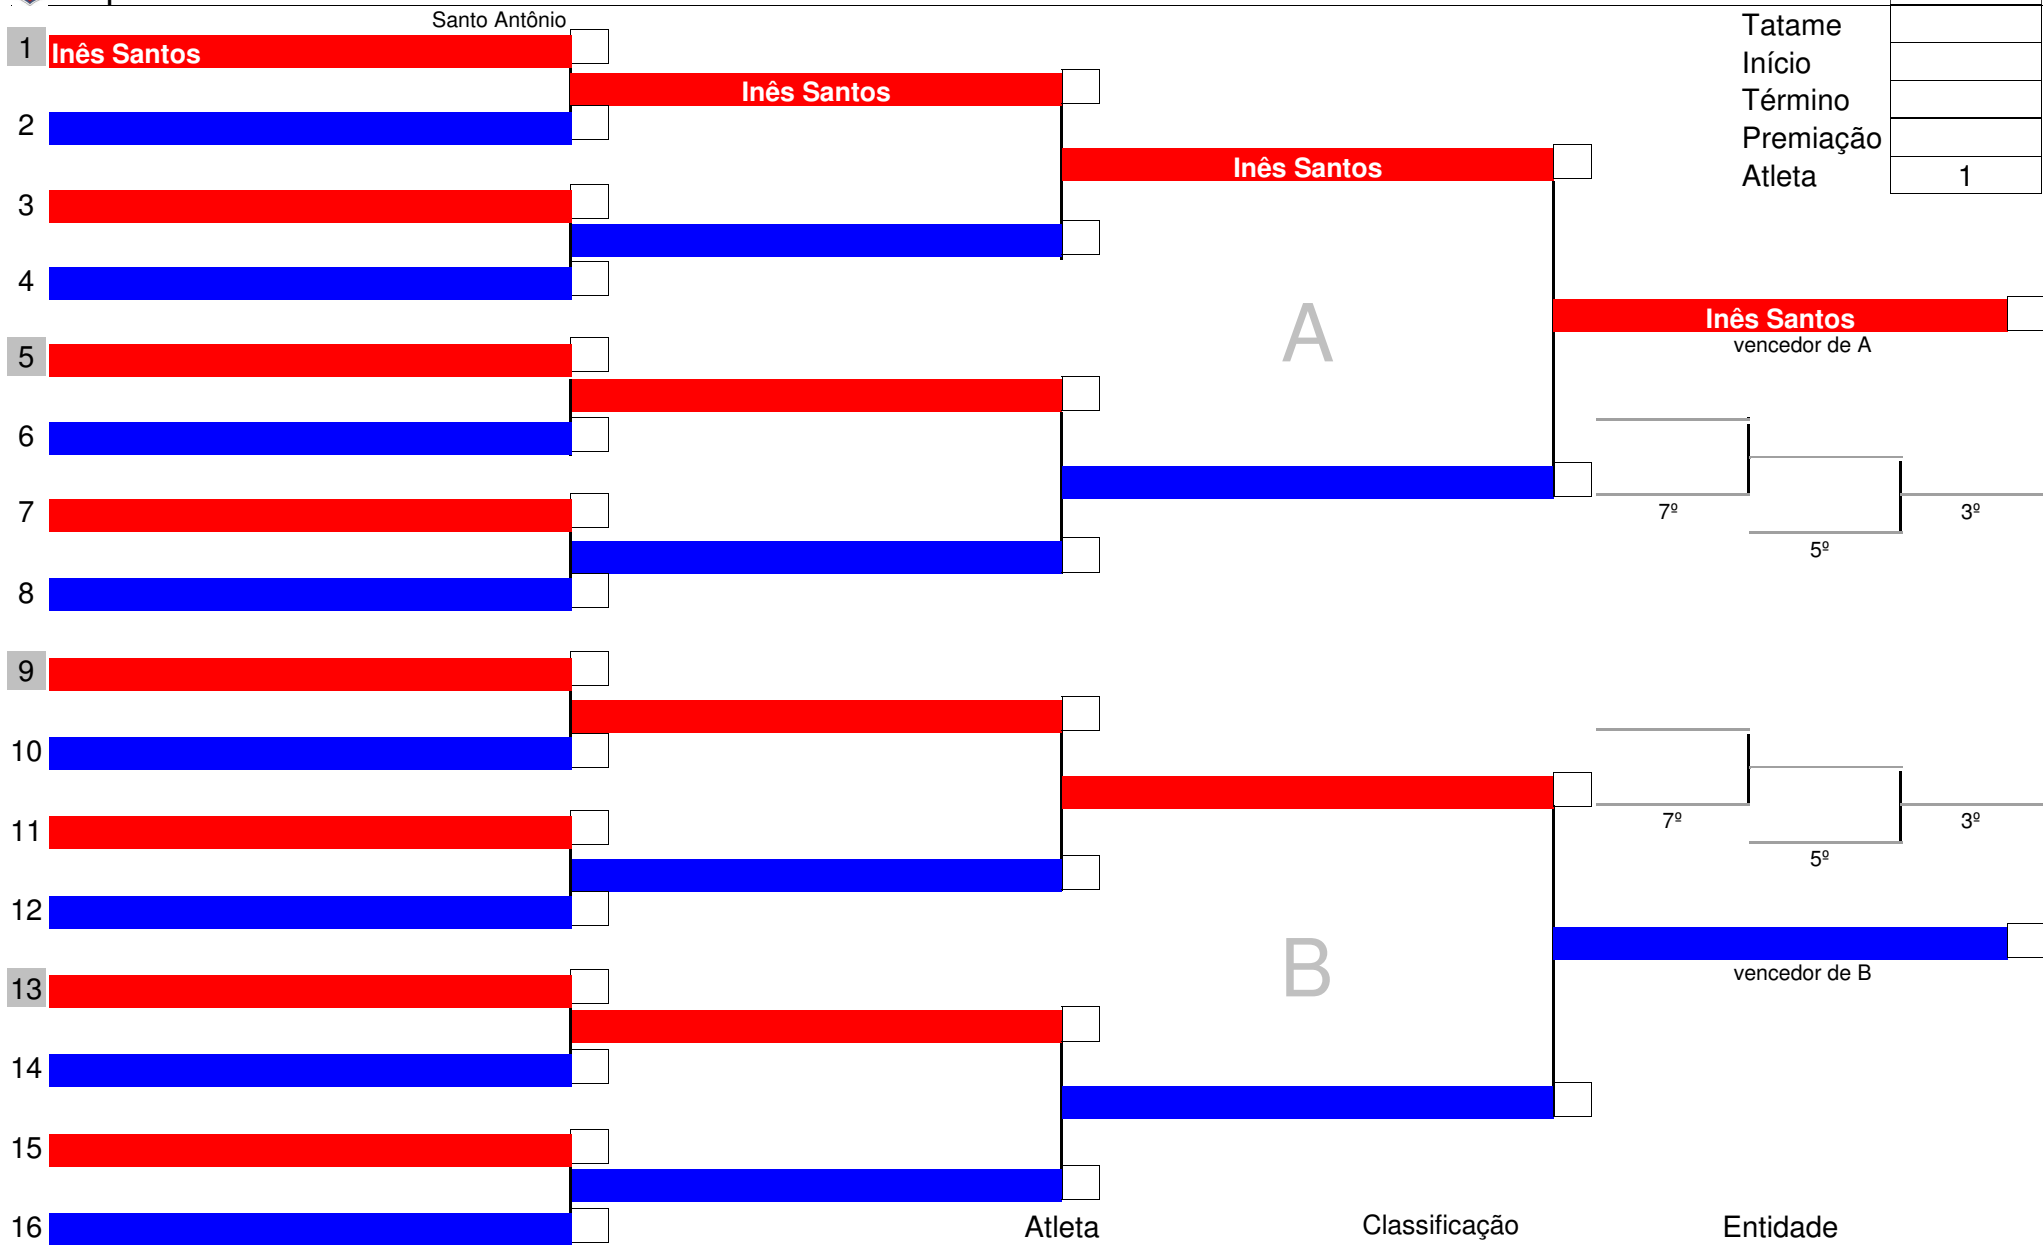 Santo Antônio
Tatame
1 Inês Santos
Início
Inês Santos
Término
2
Premiação
Inês Santos
Atleta 1
3
4
A
Inês Santos
vencedor de A
5
6
7
7º 3º
5º
8
9
10
11
7º 3º
5º
12
B
vencedor de B
13
14
15
16
Atleta Classificação Entidade